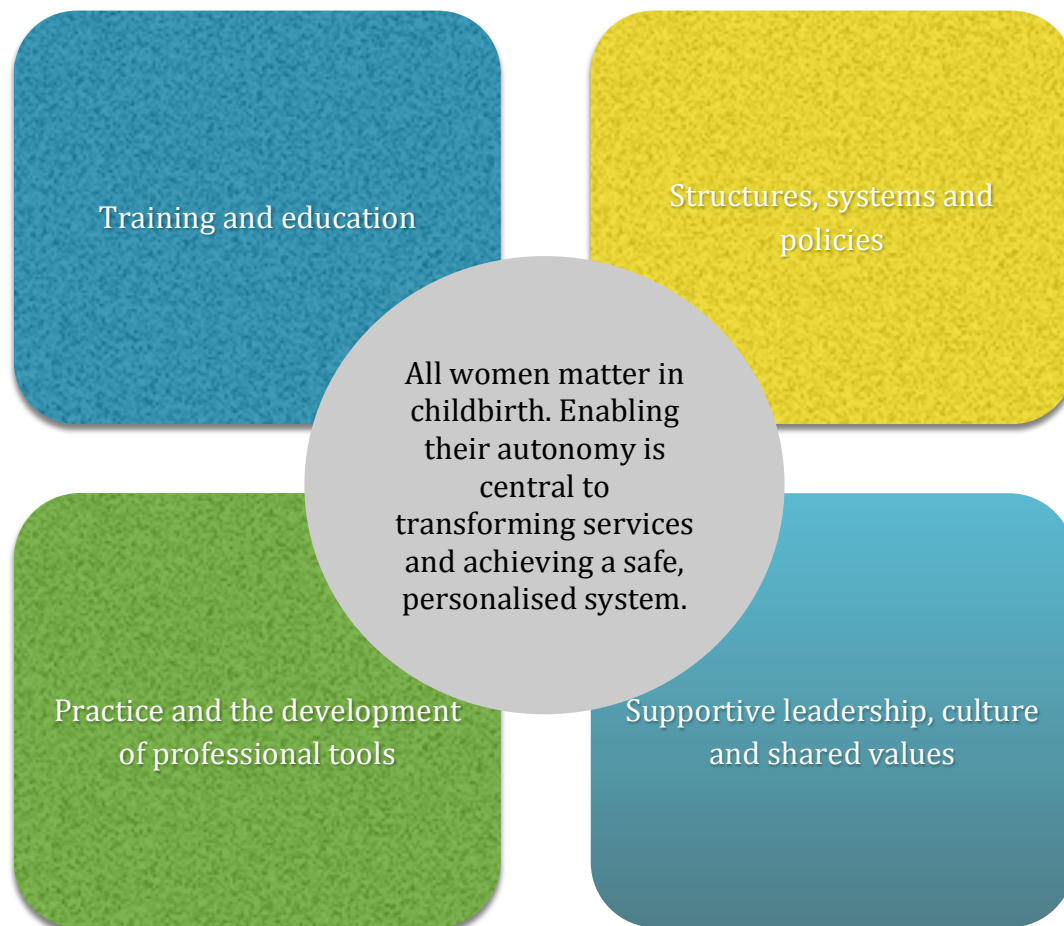 Training and education
Structures, systems and
policies
All women matter in
childbirth. Enabling
their autonomy is
central to
transforming services
and achieving a safe,
personalised system.
Practice and the development
of professional tools
Supportive leadership, culture
and shared values